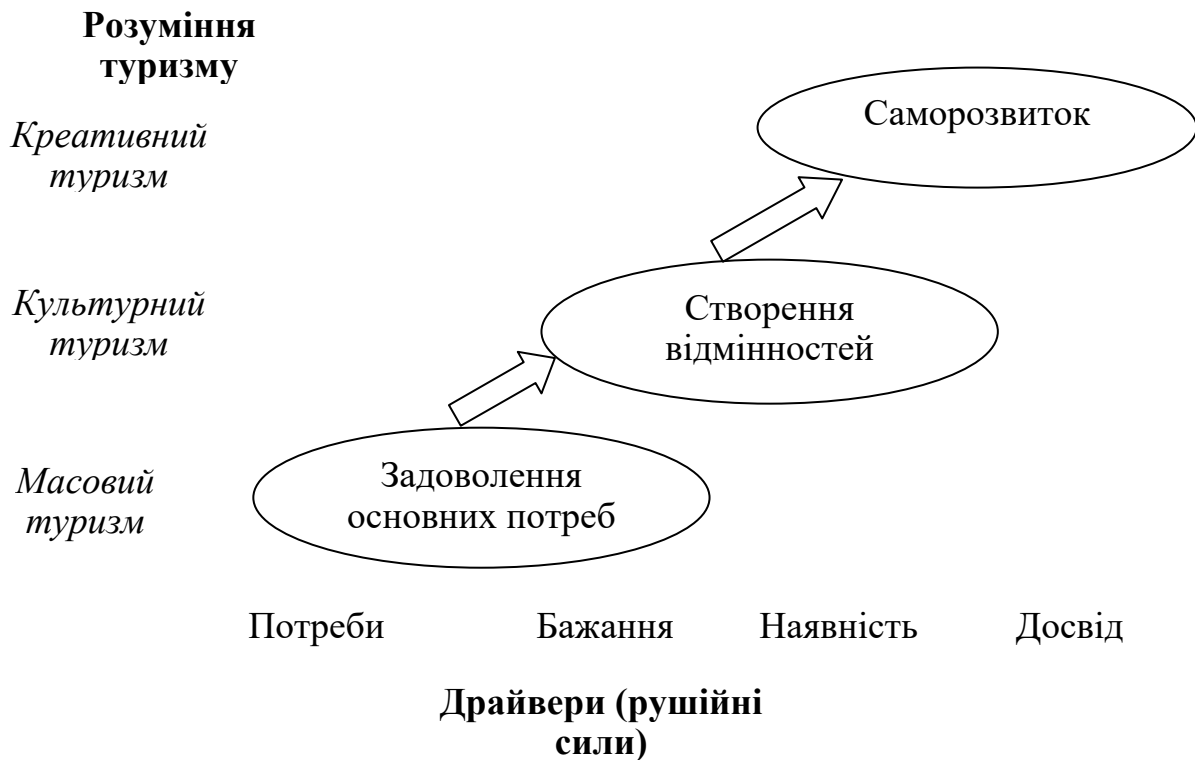 Розуміння
туризму
Саморозвиток
Креативний
туризм
Створення
відмінностей
Культурний
туризм
Задоволення
основних потреб
Масовий
туризм
Потреби Бажання Наявність Досвід
Драйвери (рушійні
сили)